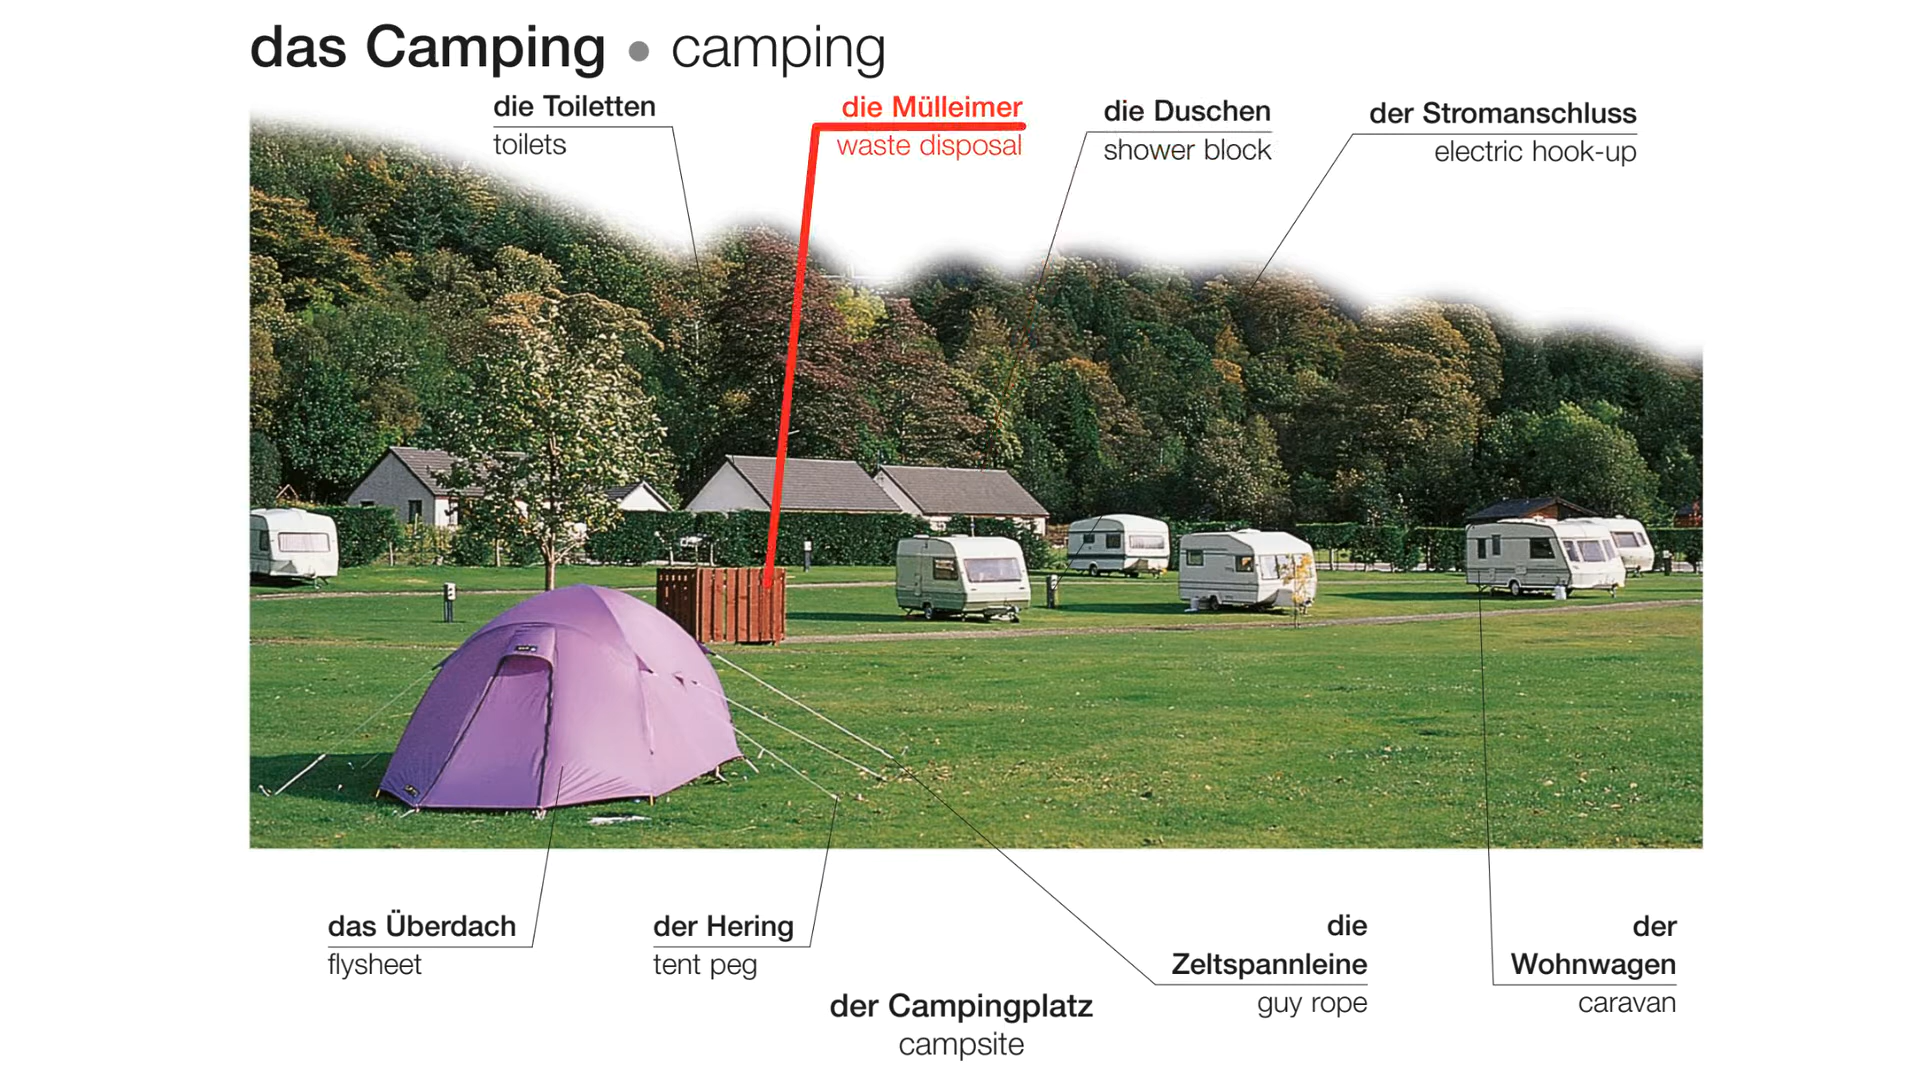 das Camping • camping
die Toiletten
toilets
die Mülleimer
waste disposal
die Duschen
shower block
der Stromanschluss
electric hook-up
das Überdach
flysheet
der Hering
tent peg
die
Zeltspannleine
guy rope
der
Wohnwagen
caravan
der Campingplatz
campsite